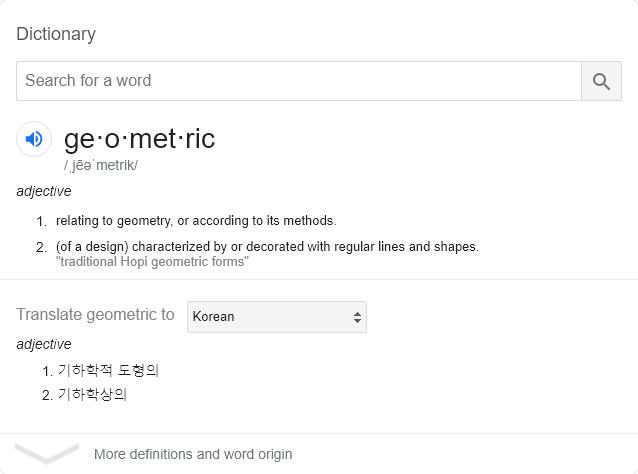 Dictionary
Search for a word
ge·o·met·ric
/ˌjēəˈmetrik/
adjective
1. relating to geometry, or according to its methods.
2. (of a design) characterized by or decorated with regular lines and shapes.
"traditional Hopi geometric forms"
Translate geometric to Korean
adjective
1. 기하학적 도형의
2. 기하학상의
More definitions and word origin